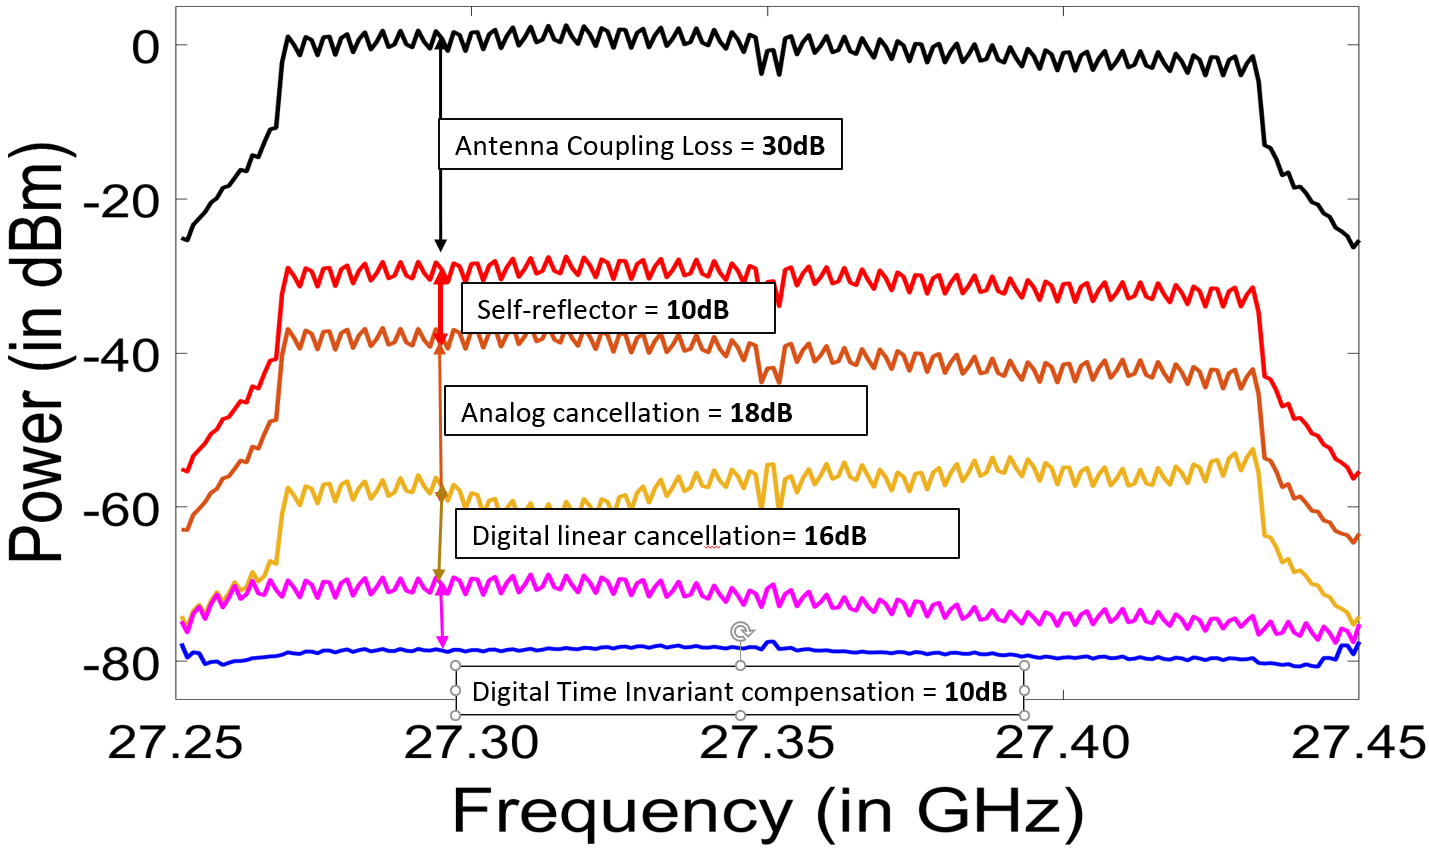 0
Antenna Coupling Loss = 30dB
-20
Self-reflector = 10dB
-40
Analog cancellation = 18dB
-60
Digital linear cancellation= 16dB
-80
Digital Time Invariant compensation = 10dB
Power (in dBm)
27.25 27.30 27.35 27.40 27.45
Frequency (in GHz)